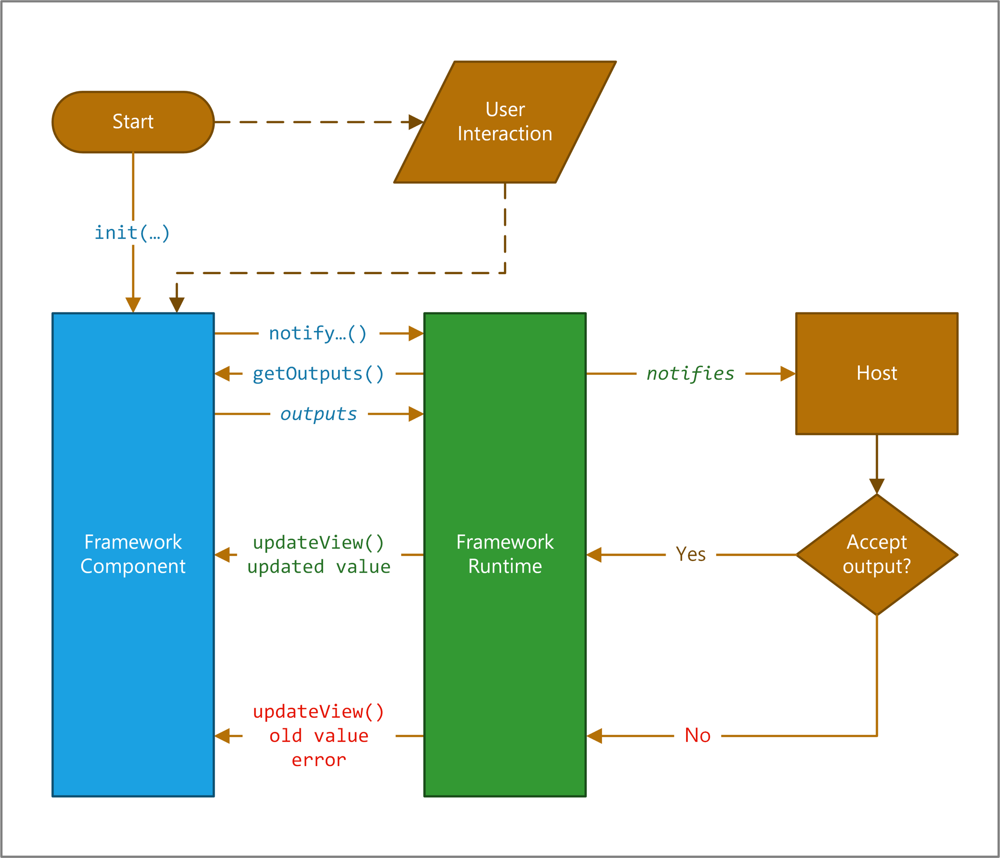 Start
User
Interaction
init(…)
notify…()
getOutputs()
outputs
notifies
Host
Framework
Component
updateView()
updated value
Framework
Runtime
Yes
Accept
output?
updateView()
old value
error
No